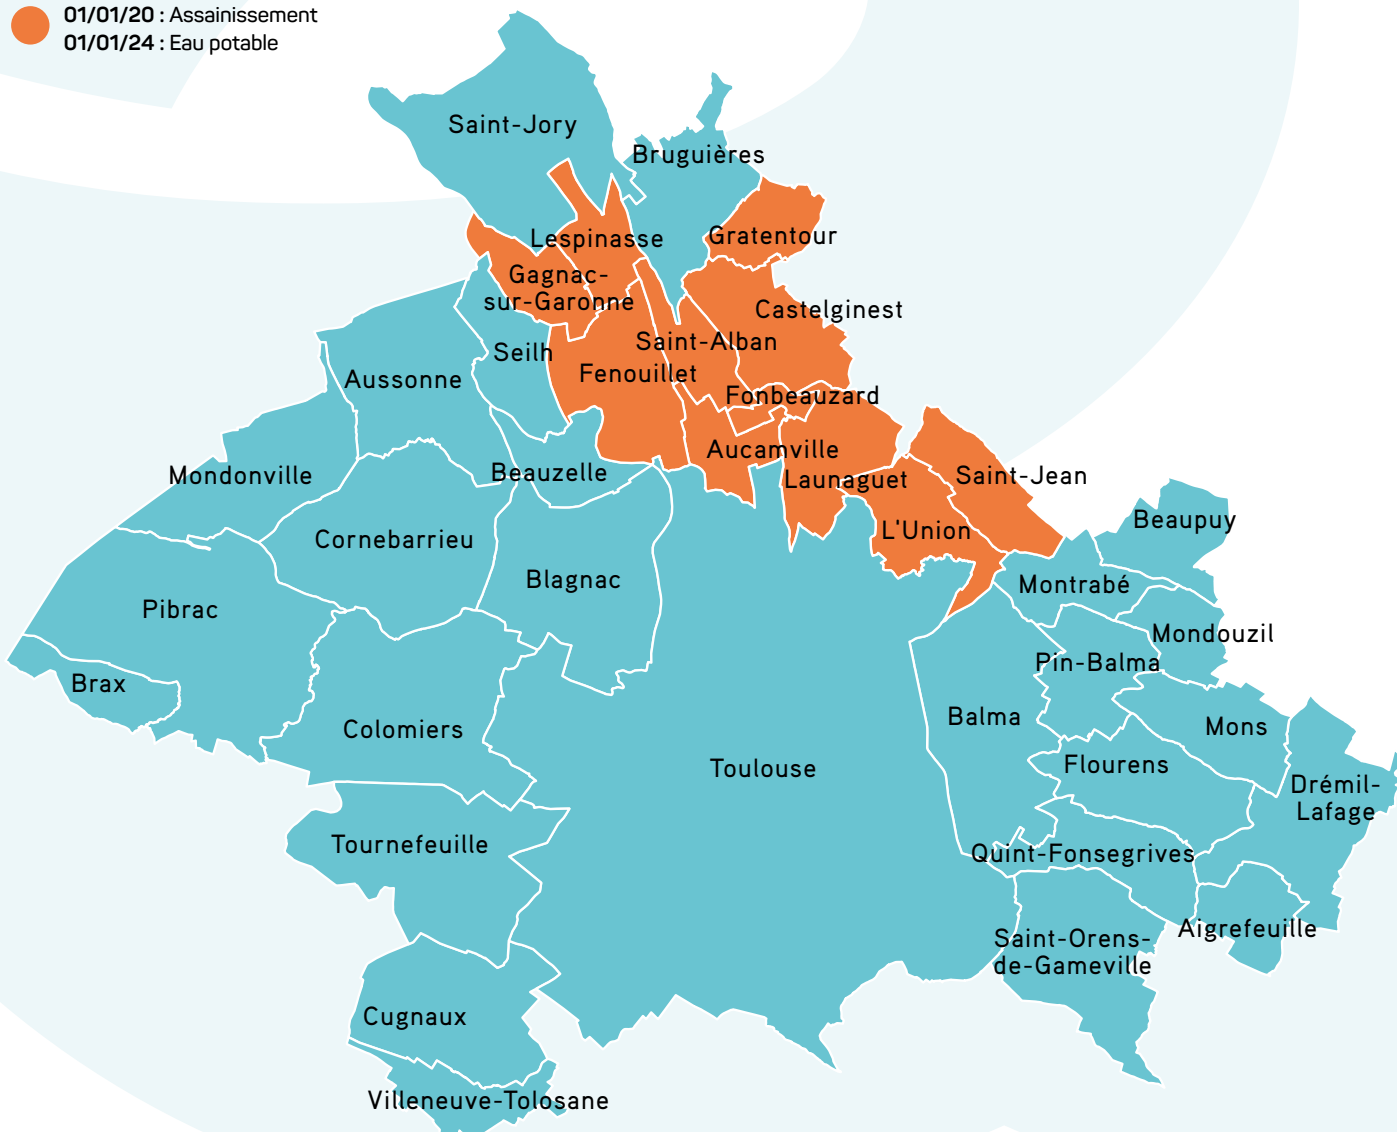 01/01/20 : Assainissement
01/01/24 : Eau potable
Saint-Jory
Bruguières
Lespinasse
Gratentour
Gagnac-
sur-Garonne
Castelginest
Saint-Alban
Seilh
Fenouillet
Aussonne
Fonbeauzard
Aucamville
Mondonville
Beauzelle
Launaguet
Saint-Jean
Beaupuy
L'Union
Cornebarrieu
Blagnac
Montrabé
Pibrac
Mondouzil
Pin-Balma
Brax
Balma
Mons
Colomiers
Toulouse
Flourens
Drémil-
Lafage
Tournefeuille
Quint-Fonsegrives
Aigrefeuille
Saint-Orens-
de-Gameville
Cugnaux
Villeneuve-Tolosane